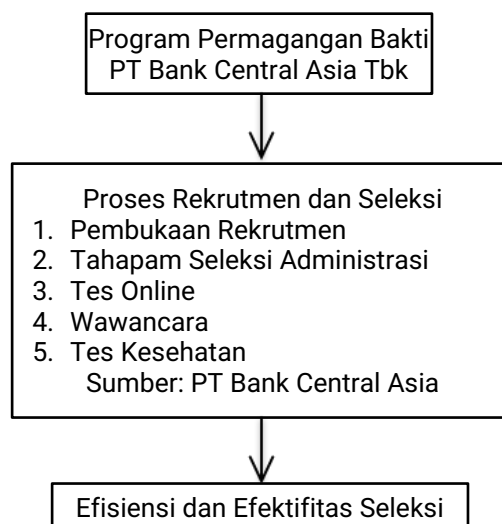 Program Permagangan Bakti
PT Bank Central Asia Tbk
Proses Rekrutmen dan Seleksi
1. Pembukaan Rekrutmen
2. Tahapam Seleksi Administrasi
3. Tes Online
4. Wawancara
5. Tes Kesehatan
Sumber: PT Bank Central Asia
Efisiensi dan Efektifitas Seleksi